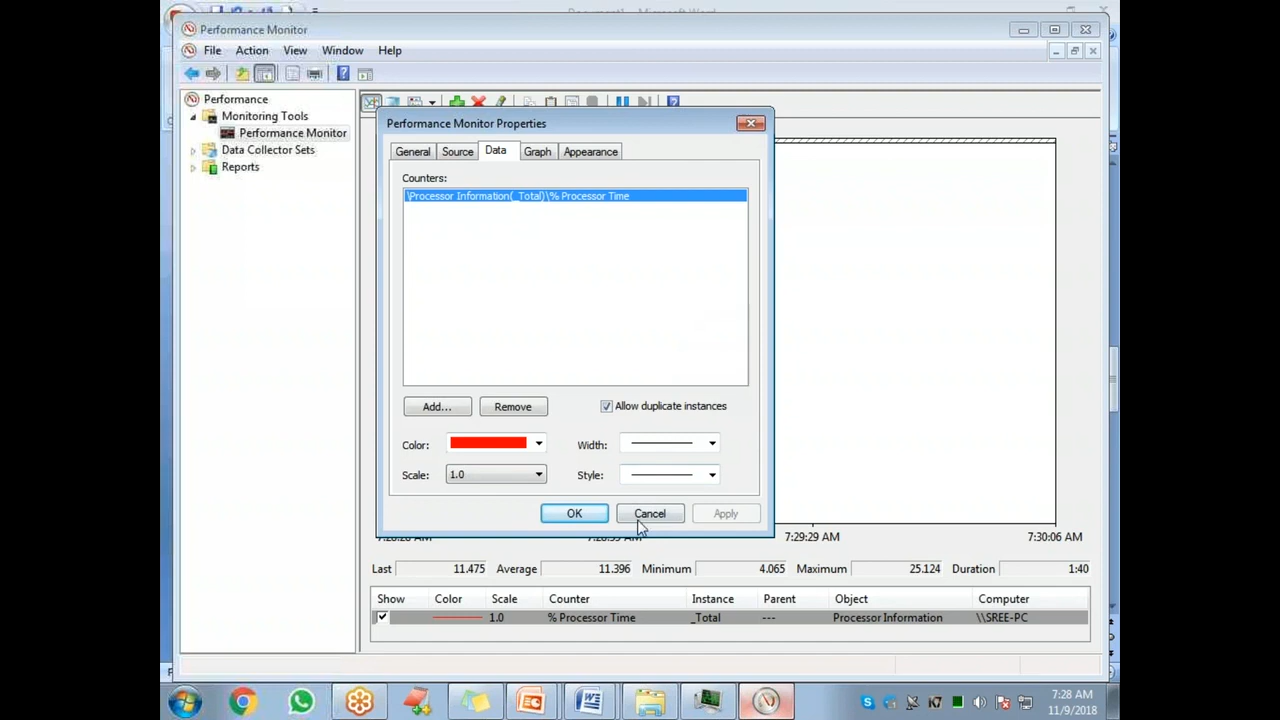 Document1 - Microsoft Word
Performance Monitor
File Action View Window Help
Performance
Monitoring Tools
Performance Monitor
Data Collector Sets
Reports
Performance Monitor Properties
General Source Data Graph Appearance
Counters:
\Processor Information(_Total)\% Processor Time
Add... Remove Allow duplicate instances
Color: Width:
Scale: 1.0 Style:
OK Cancel Apply
7:29:29 AM 7:30:06 AM
Last 11.475 Average 11.396 Minimum 4.065 Maximum 25.124 Duration 1:40
Show Color Scale Counter Instance Parent Object Computer
1.0 % Processor Time _Total --- Processor Information \\SREE-PC
7:28 AM
11/9/2018